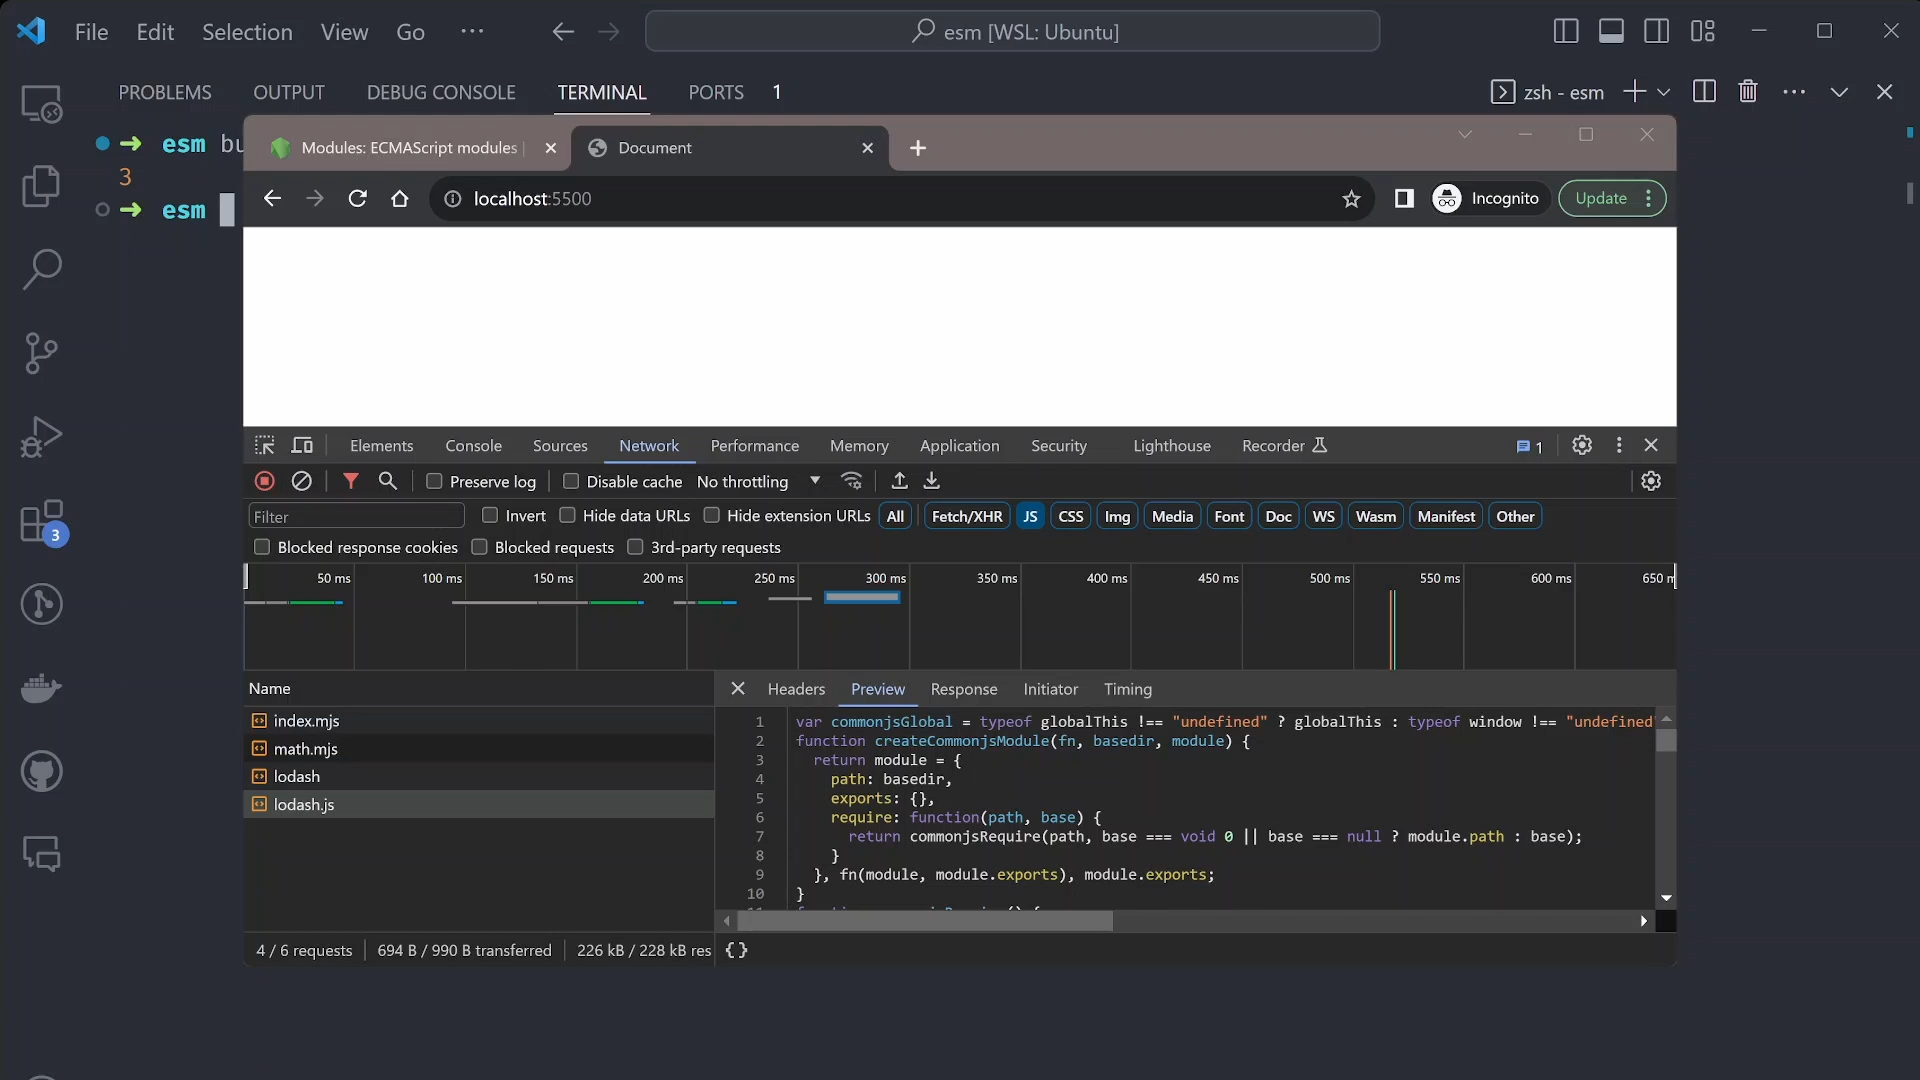 File Edit Selection View Go ··· esm [WSL: Ubuntu]
PROBLEMS OUTPUT DEBUG CONSOLE TERMINAL PORTS 1 zsh - esm
➜ esm bu
3
➜ esm
Modules: ECMAScript modules | Document
localhost:5500 Incognito Update
Elements Console Sources Network Performance Memory Application Security Lighthouse Recorder 1
Preserve log Disable cache No throttling
Filter Invert Hide data URLs Hide extension URLs All Fetch/XHR JS CSS Img Media Font Doc WS Wasm Manifest Other
Blocked response cookies Blocked requests 3rd-party requests
50 ms 100 ms 150 ms 200 ms 250 ms 300 ms 350 ms 400 ms 450 ms 500 ms 550 ms 600 ms 650 m
Name
index.mjs
math.mjs
lodash
lodash.js
Headers Preview Response Initiator Timing
1 var commonjsGlobal = typeof globalThis !== "undefined" ? globalThis : typeof window !== "undefined"
2 function createCommonjsModule(fn, basedir, module) {
3 return module = {
4 path: basedir,
5 exports: {},
6 require: function(path, base) {
7 return commonjsRequire(path, base === void 0 || base === null ? module.path : base);
8 }
9 }, fn(module, module.exports), module.exports;
10 }
4 / 6 requests 694 B / 990 B transferred 226 kB / 228 kB res {}
3